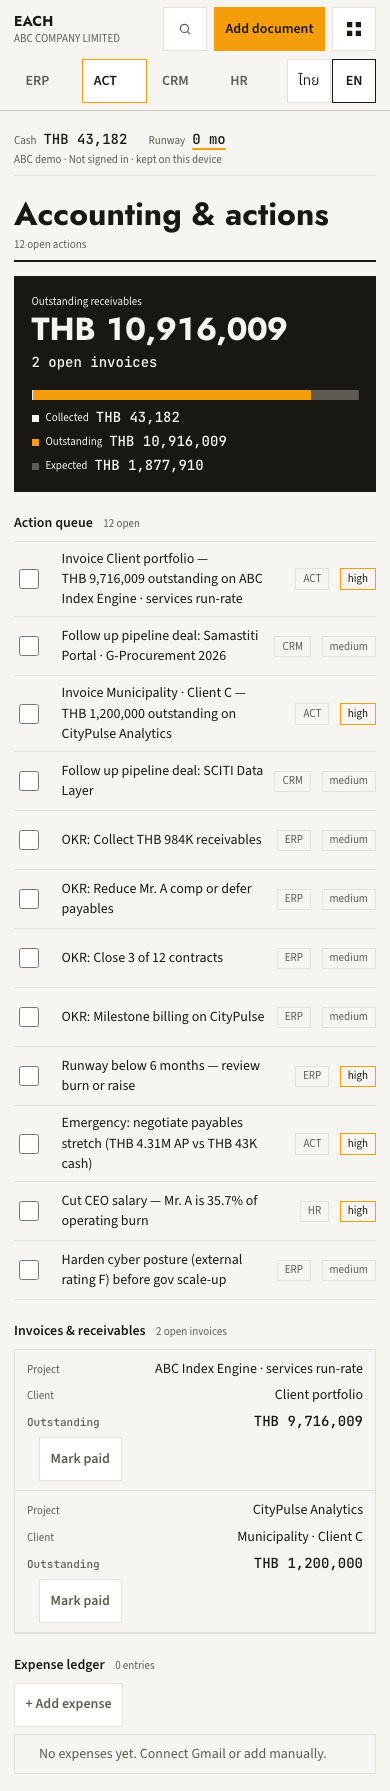 EACH
ABC COMPANY LIMITED
Add document
ERP
ACT
CRM
HR
ไทย
EN
Cash THB 43,182 Runway 0 mo
ABC demo · Not signed in · kept on this device
Accounting & actions
12 open actions
Outstanding receivables
THB 10,916,009
2 open invoices
Collected THB 43,182
Outstanding THB 10,916,009
Expected THB 1,877,910
Action queue 12 open
Invoice Client portfolio —
THB 9,716,009 outstanding on ABC
Index Engine · services run-rate
ACT high
Follow up pipeline deal: Samastiti
Portal · G-Procurement 2026
CRM medium
Invoice Municipality · Client C —
THB 1,200,000 outstanding on
CityPulse Analytics
ACT high
Follow up pipeline deal: SCITI Data
Layer
CRM medium
OKR: Collect THB 984K receivables ERP medium
OKR: Reduce Mr. A comp or defer
payables
ERP medium
OKR: Close 3 of 12 contracts ERP medium
OKR: Milestone billing on CityPulse ERP medium
Runway below 6 months — review
burn or raise
ERP high
Emergency: negotiate payables
stretch (THB 4.31M AP vs THB 43K
cash)
ACT high
Cut CEO salary — Mr. A is 35.7% of
operating burn
HR high
Harden cyber posture (external
rating F) before gov scale-up
ERP medium
Invoices & receivables 2 open invoices
Project ABC Index Engine · services run-rate
Client Client portfolio
Outstanding THB 9,716,009
Mark paid
Project CityPulse Analytics
Client Municipality · Client C
Outstanding THB 1,200,000
Mark paid
Expense ledger 0 entries
+ Add expense
No expenses yet. Connect Gmail or add manually.